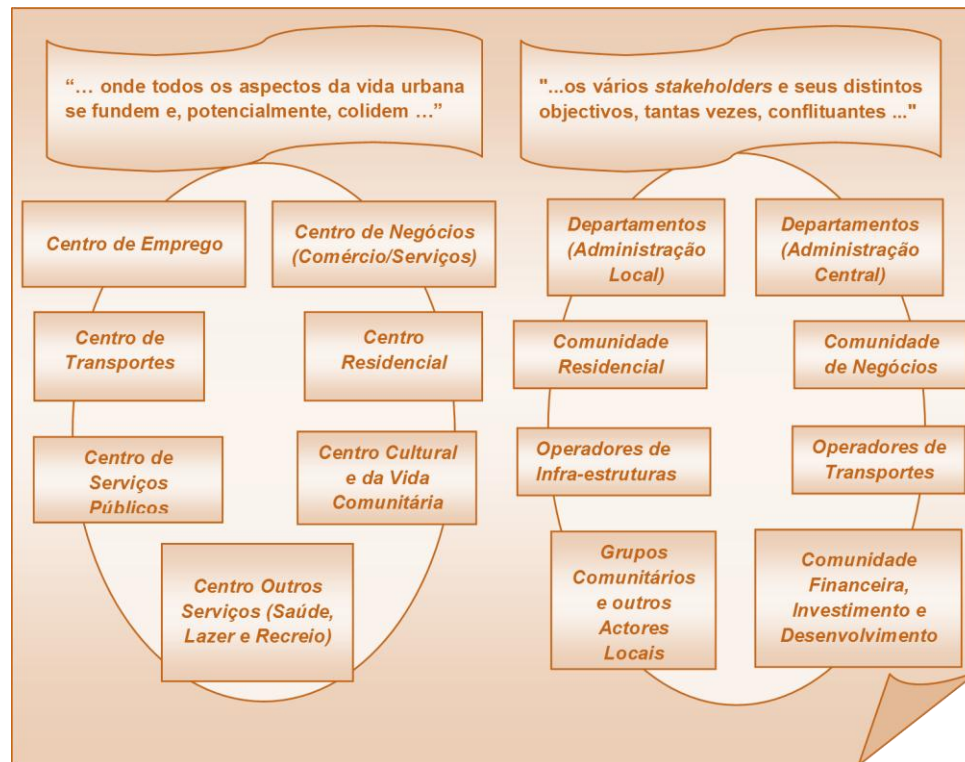 “… onde todos os aspectos da vida urbana
se fundem e, potencialmente, colidem …”
Centro de Emprego
Centro de Negócios
(Comércio/Serviços)
Centro de
Transportes
Centro
Residencial
Centro de
Serviços
Públicos
Centro Cultural
e da Vida
Comunitária
Centro Outros
Serviços (Saúde,
Lazer e Recreio)
"...os vários stakeholders e seus distintos
objectivos, tantas vezes, conflituantes ..."
Departamentos
(Administração
Local)
Departamentos
(Administração
Central)
Comunidade
Residencial
Comunidade
de Negócios
Operadores de
Infra-estruturas
Operadores de
Transportes
Grupos
Comunitários
e outros
Actores
Locais
Comunidade
Financeira,
Investimento e
Desenvolvimento